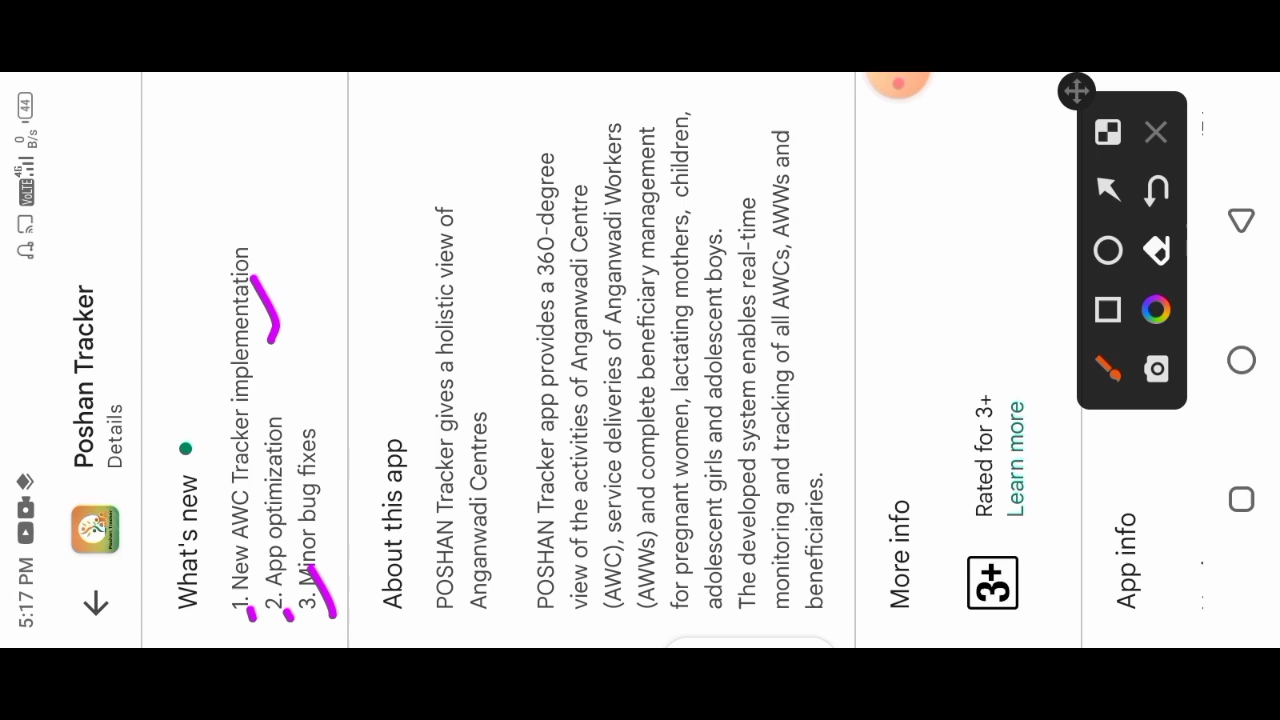 5:17 PM
VoLTE 4G 0 B/s 44
Poshan Tracker
Details
What's new
1. New AWC Tracker implementation
2. App optimization
3. Minor bug fixes
About this app
POSHAN Tracker gives a holistic view of
Anganwadi Centres
POSHAN Tracker app provides a 360-degree
view of the activities of Anganwadi Centre
(AWC), service deliveries of Anganwadi Workers
(AWWs) and complete beneficiary management
for pregnant women, lactating mothers, children,
adolescent girls and adolescent boys.
The developed system enables real-time
monitoring and tracking of all AWCs, AWWs and
beneficiaries.
More info
3+
Rated for 3+
Learn more
App info